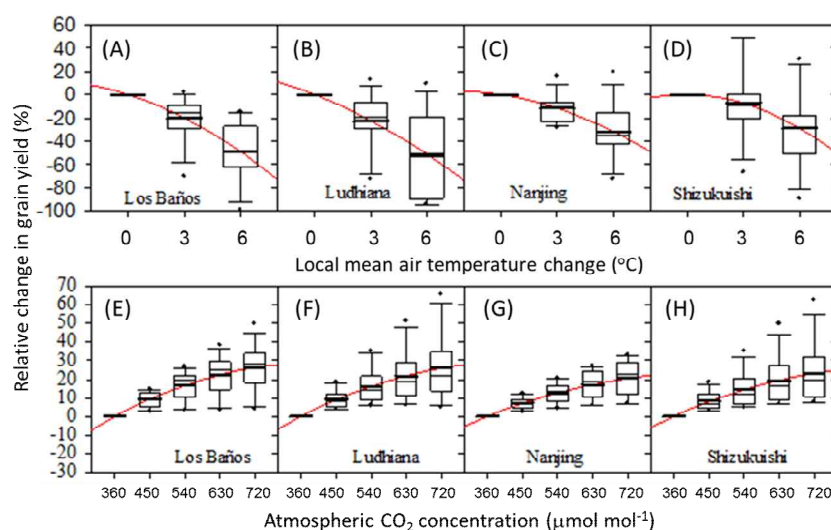 Relative change in grain yield (%)
60
40
20
0
-20
-40
-60
-80
-100
(A)
(B)
(C)
(D)
Los Baños
Ludhiana
Nanjing
Shizukuishi
0 3 6 0 3 6 0 3 6 0 3 6
Local mean air temperature change (°C)
70
60
50
40
30
20
10
0
10
20
30
(E)
(F)
(G)
(H)
Los Baños
Ludhiana
Nanjing
Shizukuishi
360 450 540 630 720 360 450 540 630 720 360 450 540 630 720 360 450 540 630 720
Atmospheric CO₂ concentration (μmol mol⁻¹)